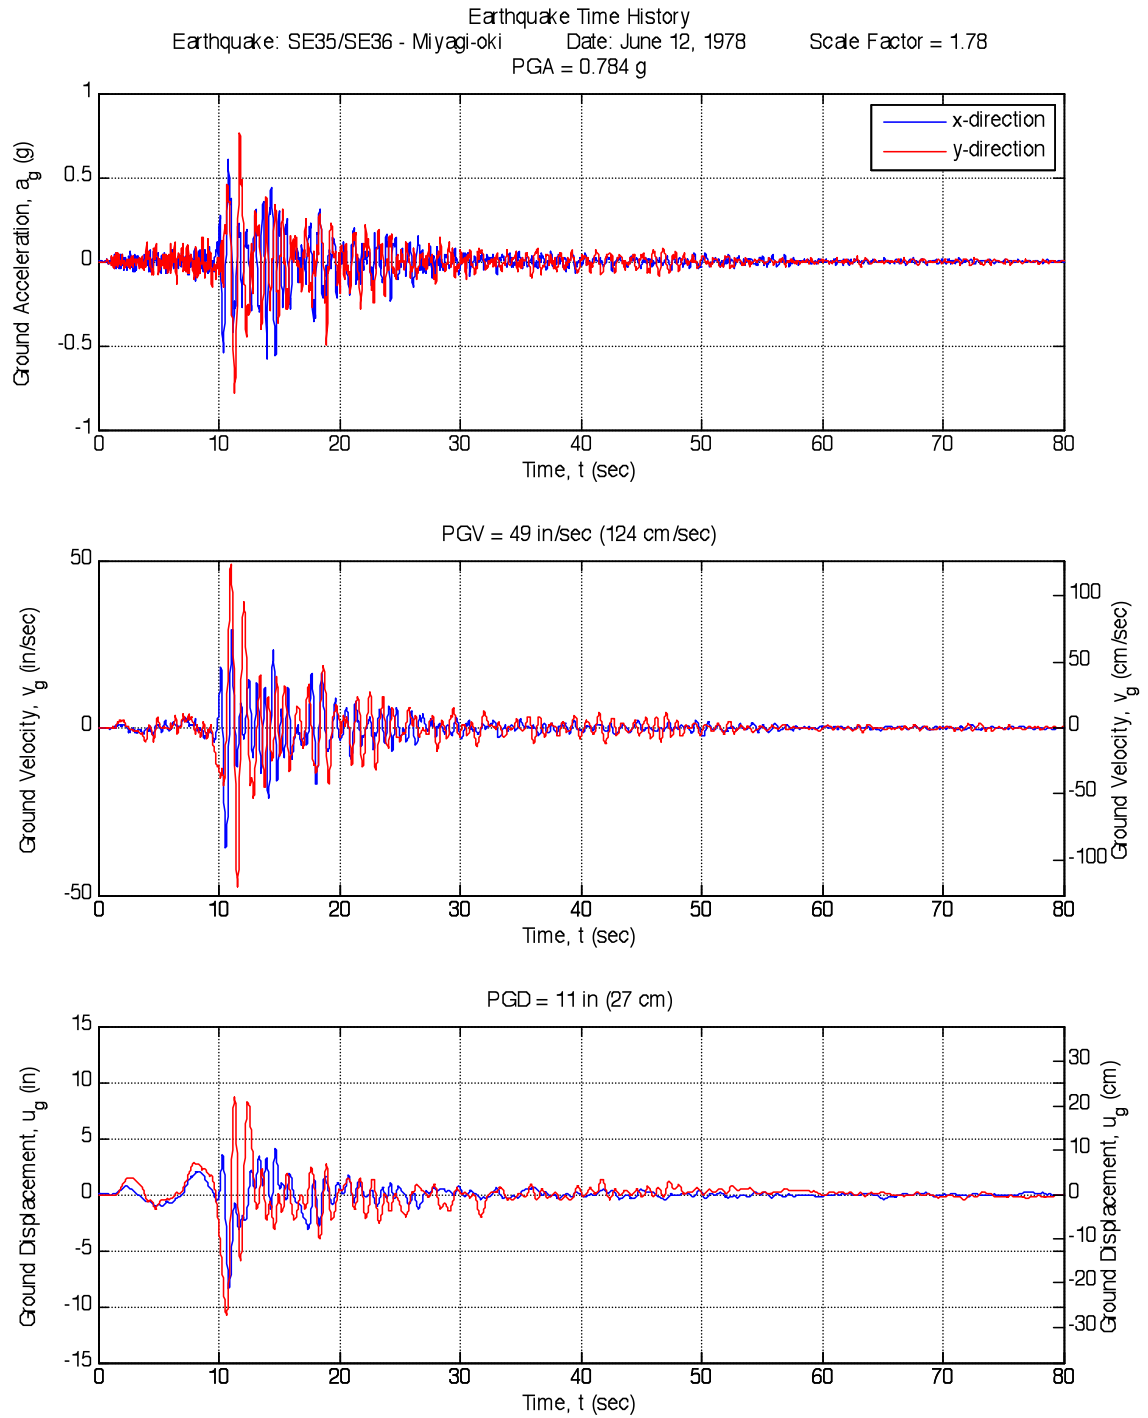 Earthquake Time History
Earthquake: SE35/SE36 - Miyagi-oki Date: June 12, 1978 Scale Factor = 1.78
PGA = 0.784 g
1
0.5
0
-0.5
-1
Ground Acceleration, ag (g)
x-direction
y-direction
0 10 20 30 40 50 60 70 80
Time, t (sec)
PGV = 49 in/sec (124 cm/sec)
50
0
-50
Ground Velocity, vg (in/sec)
100
50
0
-50
-100
Ground Velocity, vg (cm/sec)
0 10 20 30 40 50 60 70 80
Time, t (sec)
PGD = 11 in (27 cm)
15
10
5
0
-5
-10
-15
Ground Displacement, ug (in)
30
20
10
0
-10
-20
-30
Ground Displacement, ug (cm)
0 10 20 30 40 50 60 70 80
Time, t (sec)